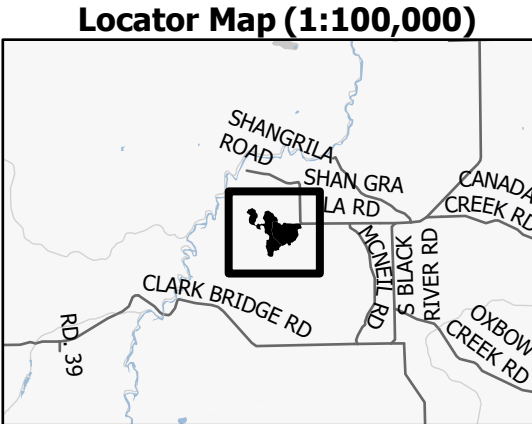 Locator Map (1:100,000)
SHANGRILA
ROAD
SHAN GRA
LA RD
CANADA
CREEK RD
MCNEIL RD
S BLACK
RIVER RD
CLARK BRIDGE RD
RD. 39
OXBOW
CREEK RD